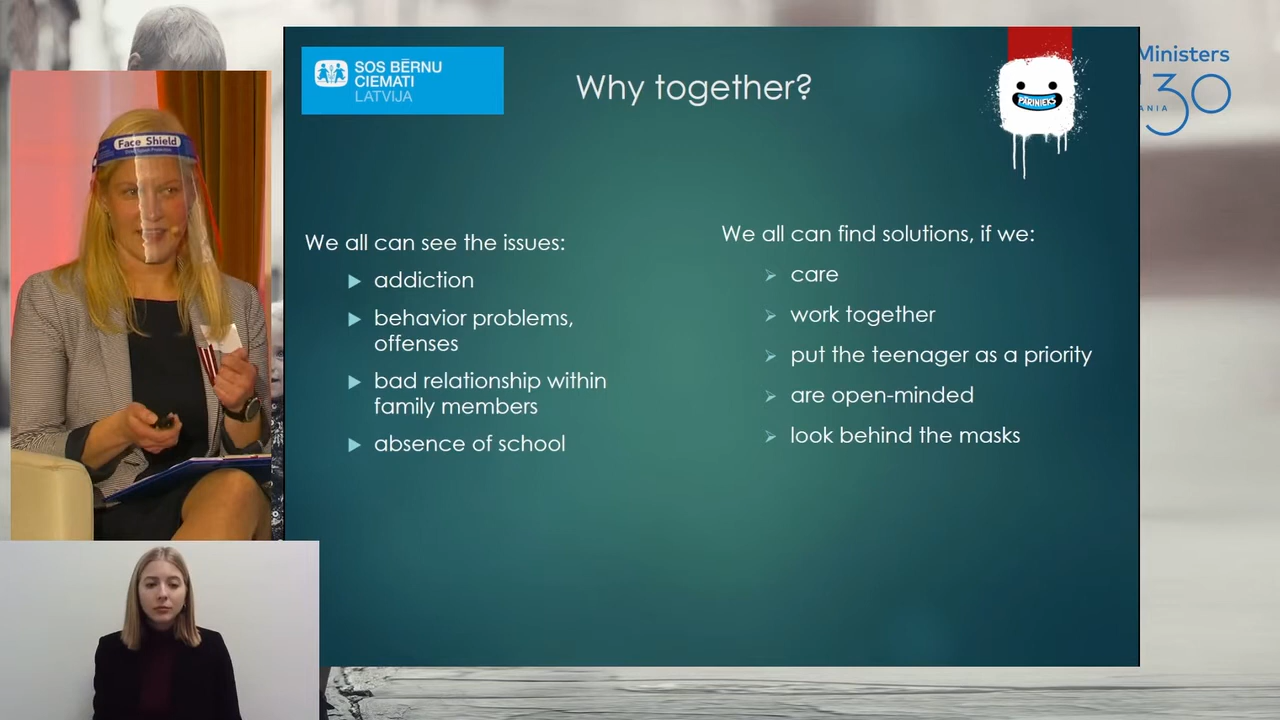 SOS BĒRNU
CIEMATI
LATVIJA
Why together?
PĀRINIEKS
Ministers
30
ANIA
Face Shield
We all can see the issues:
addiction
behavior problems,
offenses
bad relationship within
family members
absence of school
We all can find solutions, if we:
care
work together
put the teenager as a priority
are open-minded
look behind the masks